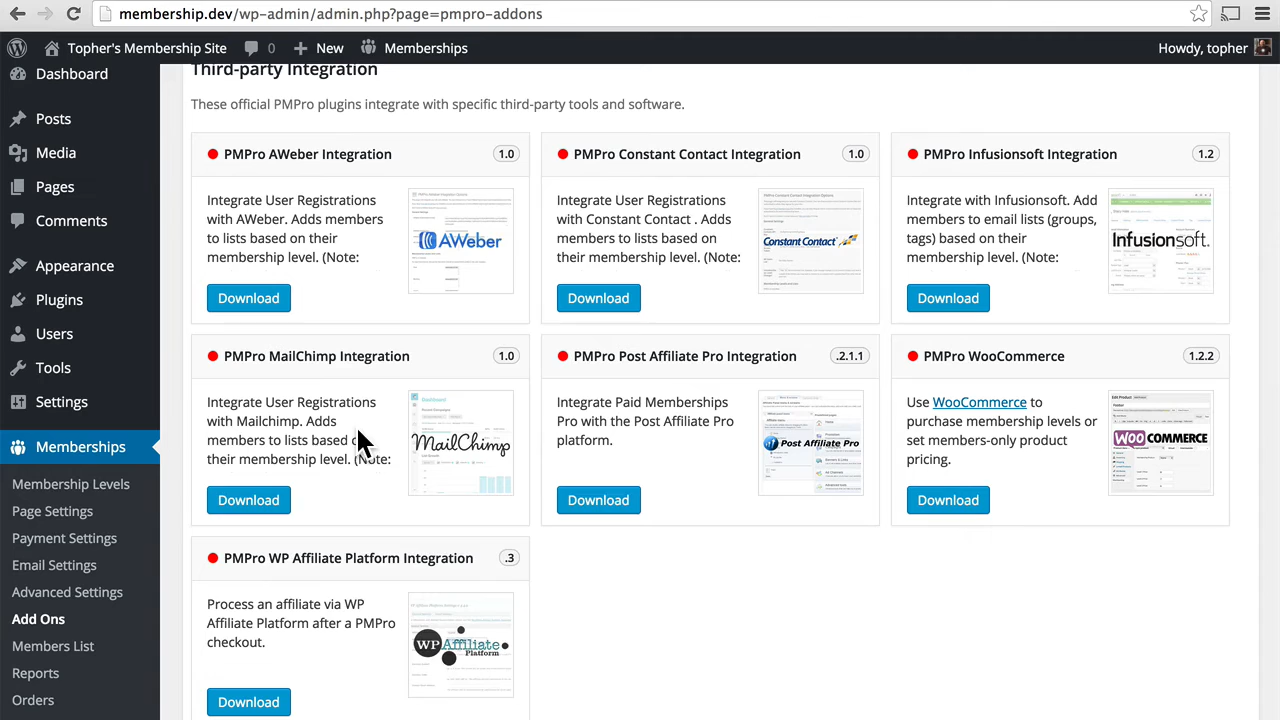 membership.dev/wp-admin/admin.php?page=pmpro-addons
Topher's Membership Site
0
New
Memberships
Howdy, topher
Dashboard
Posts
Media
Pages
Comments
Appearance
Plugins
Users
Tools
Settings
Memberships
Membership Levels
Page Settings
Payment Settings
Email Settings
Advanced Settings
Add Ons
Members List
Reports
Orders
Third-party Integration
These official PMPro plugins integrate with specific third-party tools and software.
PMPro AWeber Integration
1.0
Integrate User Registrations
with AWeber. Adds members
to lists based on their
membership level. (Note:
AWeber
Download
PMPro Constant Contact Integration
1.0
Integrate User Registrations
with Constant Contact . Adds
members to lists based on
their membership level. (Note:
Constant Contact
Download
PMPro Infusionsoft Integration
1.2
Integrate with Infusionsoft. Add
members to email lists (groups,
tags) based on their
membership level. (Note:
Infusionsoft.
Download
PMPro MailChimp Integration
1.0
Integrate User Registrations
with Mailchimp. Adds
members to lists based
their membership level. (Note:
MailChimp
Download
PMPro Post Affiliate Pro Integration
.2.1.1
Integrate Paid Memberships
Pro with the Post Affiliate Pro
platform.
Post Affiliate Pro
Download
PMPro WooCommerce
1.2.2
Use WooCommerce to
purchase membership levels or
set members-only product
pricing.
WOOCOMMERCE
Download
PMPro WP Affiliate Platform Integration
.3
Process an affiliate via WP
Affiliate Platform after a PMPro
checkout.
WP Affiliate
Platform
Download